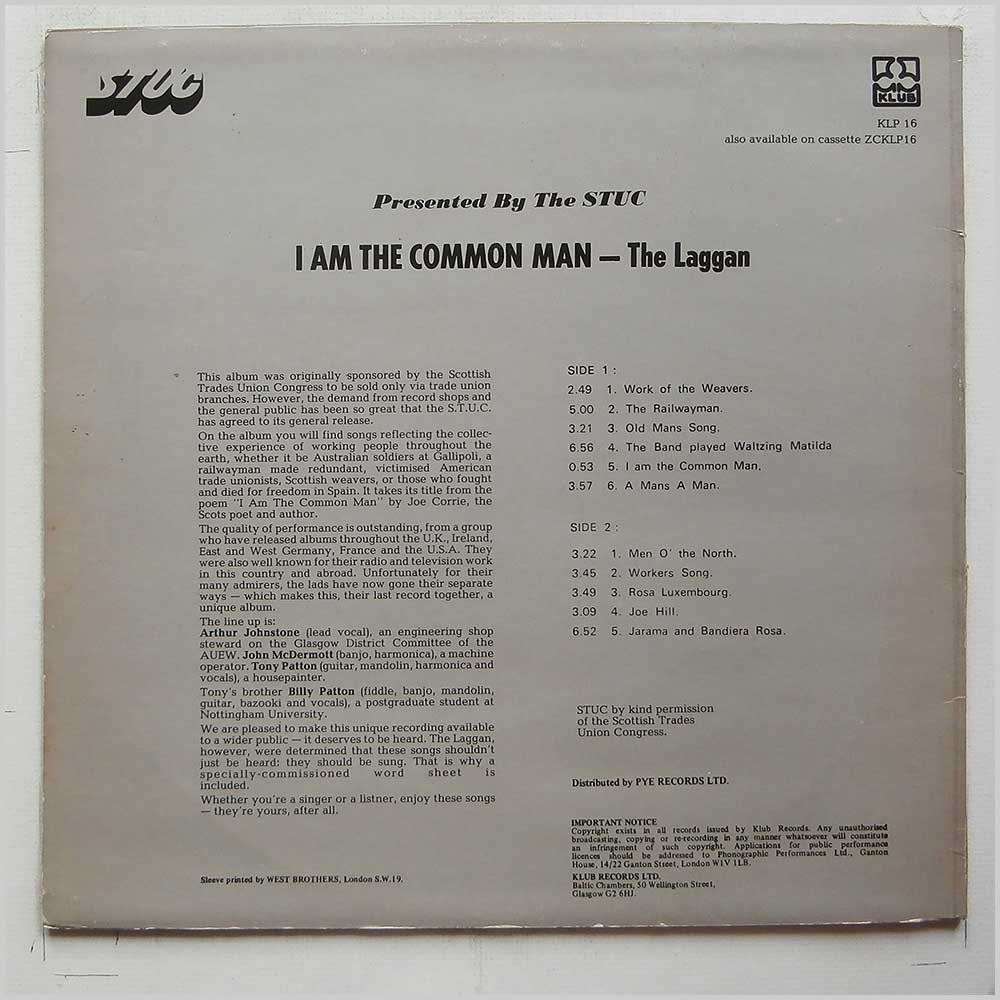 STUC
KLUB
KLP 16
also available on cassette ZCKLP16
Presented By The STUC
I AM THE COMMON MAN — The Laggan
This album was originally sponsored by the Scottish
Trades Union Congress to be sold only via trade union
branches. However, the demand from record shops and
the general public has been so great that the S.T.U.C.
has agreed to its general release.
On the album you will find songs reflecting the collec-
tive experience of working people throughout the
earth, whether it be Australian soldiers at Gallipoli, a
railwayman made redundant, victimised American
trade unionists, Scottish weavers, or those who fought
and died for freedom in Spain. It takes its title from the
poem "I Am The Common Man" by Joe Corrie, the
Scots poet and author.
The quality of performance is outstanding, from a group
who have released albums throughout the U.K., Ireland,
East and West Germany, France and the U.S.A. They
were also well known for their radio and television work
in this country and abroad. Unfortunately for their
many admirers, the lads have now gone their separate
ways — which makes this, their last record together, a
unique album.
The line up is:
Arthur Johnstone (lead vocal), an engineering shop
steward on the Glasgow District Committee of the
AUEW. John McDermott (banjo, harmonica), a machine
operator. Tony Patton (guitar, mandolin, harmonica and
vocals), a housepainter.
Tony's brother Billy Patton (fiddle, banjo, mandolin,
guitar, bazooki and vocals), a postgraduate student at
Nottingham University.
We are pleased to make this unique recording available
to a wider public — it deserves to be heard. The Laggan,
however, were determined that these songs shouldn't
just be heard: they should be sung. That is why a
specially-commissioned word sheet is
included.
Whether you're a singer or a listner, enjoy these songs
— they're yours, after all.
Sleeve printed by WEST BROTHERS, London S.W.19.
SIDE 1 :
2.49 1. Work of the Weavers.
5.00 2. The Railwayman.
3.21 3. Old Mans Song.
6.56 4. The Band played Waltzing Matilda
0.53 5. I am the Common Man.
3.57 6. A Mans A Man.
SIDE 2 :
3.22 1. Men O' the North.
3.45 2. Workers Song.
3.49 3. Rosa Luxembourg.
3.09 4. Joe Hill.
6.52 5. Jarama and Bandiera Rosa.
STUC by kind permission
of the Scottish Trades
Union Congress.
Distributed by PYE RECORDS LTD.
IMPORTANT NOTICE
Copyright exists in all records issued by Klub Records. Any unauthorised
broadcasting, copying or re-recording in any manner whatsoever will constitute
an infringement of such copyright. Applications for public performance
licences should be addressed to Phonographic Performances Ltd., Ganton
House, 14/22 Ganton Street, London W1V 1LB.
KLUB RECORDS LTD.
Baltic Chambers, 50 Wellington Street,
Glasgow G2 6HJ.